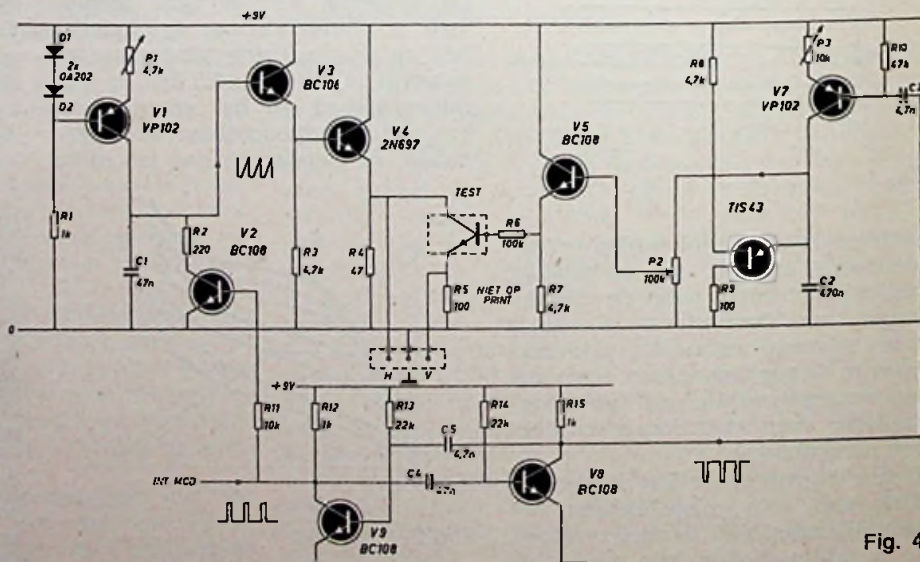 +9V
D1
2x
OA202
D2
P1
4,7k
V1
VP102
R1
1k
C1
47n
R2
220
V2
BC108
V3
BC108
R3
4,7k
V4
2N697
R4
47
TEST
R5
100
NIET OP
PRINT
R6
100k
V5
BC108
R7
4,7k
P2
100k
R8
4,7k
TIS43
R9
100
P3
10k
V7
VP102
R10
47k
4,7n
C2
470n
0
H
V
+9V
R11
10k
R12
1k
R13
22k
R14
22k
R15
1k
C5
4,7n
C4
INT MOD
V9
BC108
V8
BC108
Fig. 4